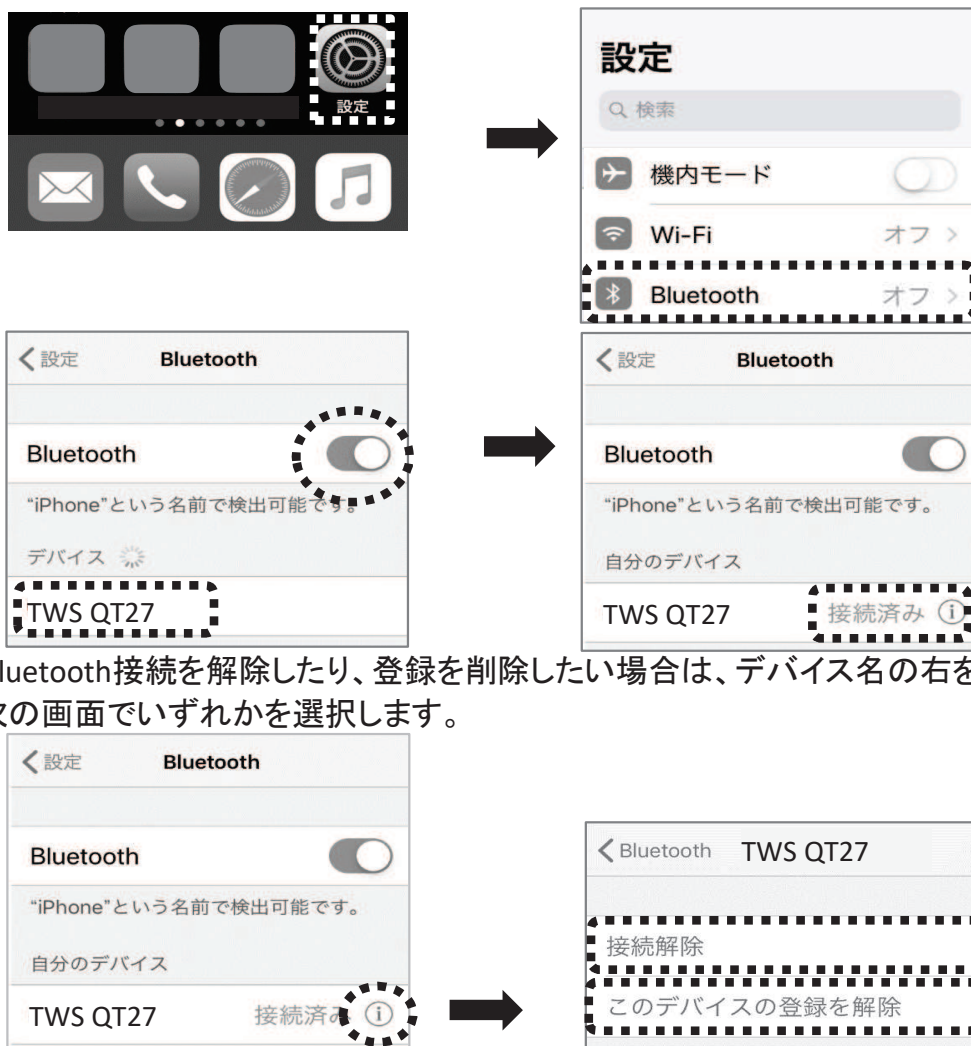 設定
設定
検索
機内モード
Wi-Fi オフ >
Bluetooth オフ >
設定 Bluetooth
Bluetooth
“iPhone”という名前で検出可能です。
デバイス
TWS QT27
設定 Bluetooth
Bluetooth
“iPhone”という名前で検出可能です。
自分のデバイス
TWS QT27 接続済み i
luetooth接続を解除したり、登録を削除したい場合は、デバイス名の右を
の画面でいずれかを選択します。
設定 Bluetooth
Bluetooth
“iPhone”という名前で検出可能です。
自分のデバイス
TWS QT27 接続済み i
Bluetooth TWS QT27
接続解除
このデバイスの登録を解除